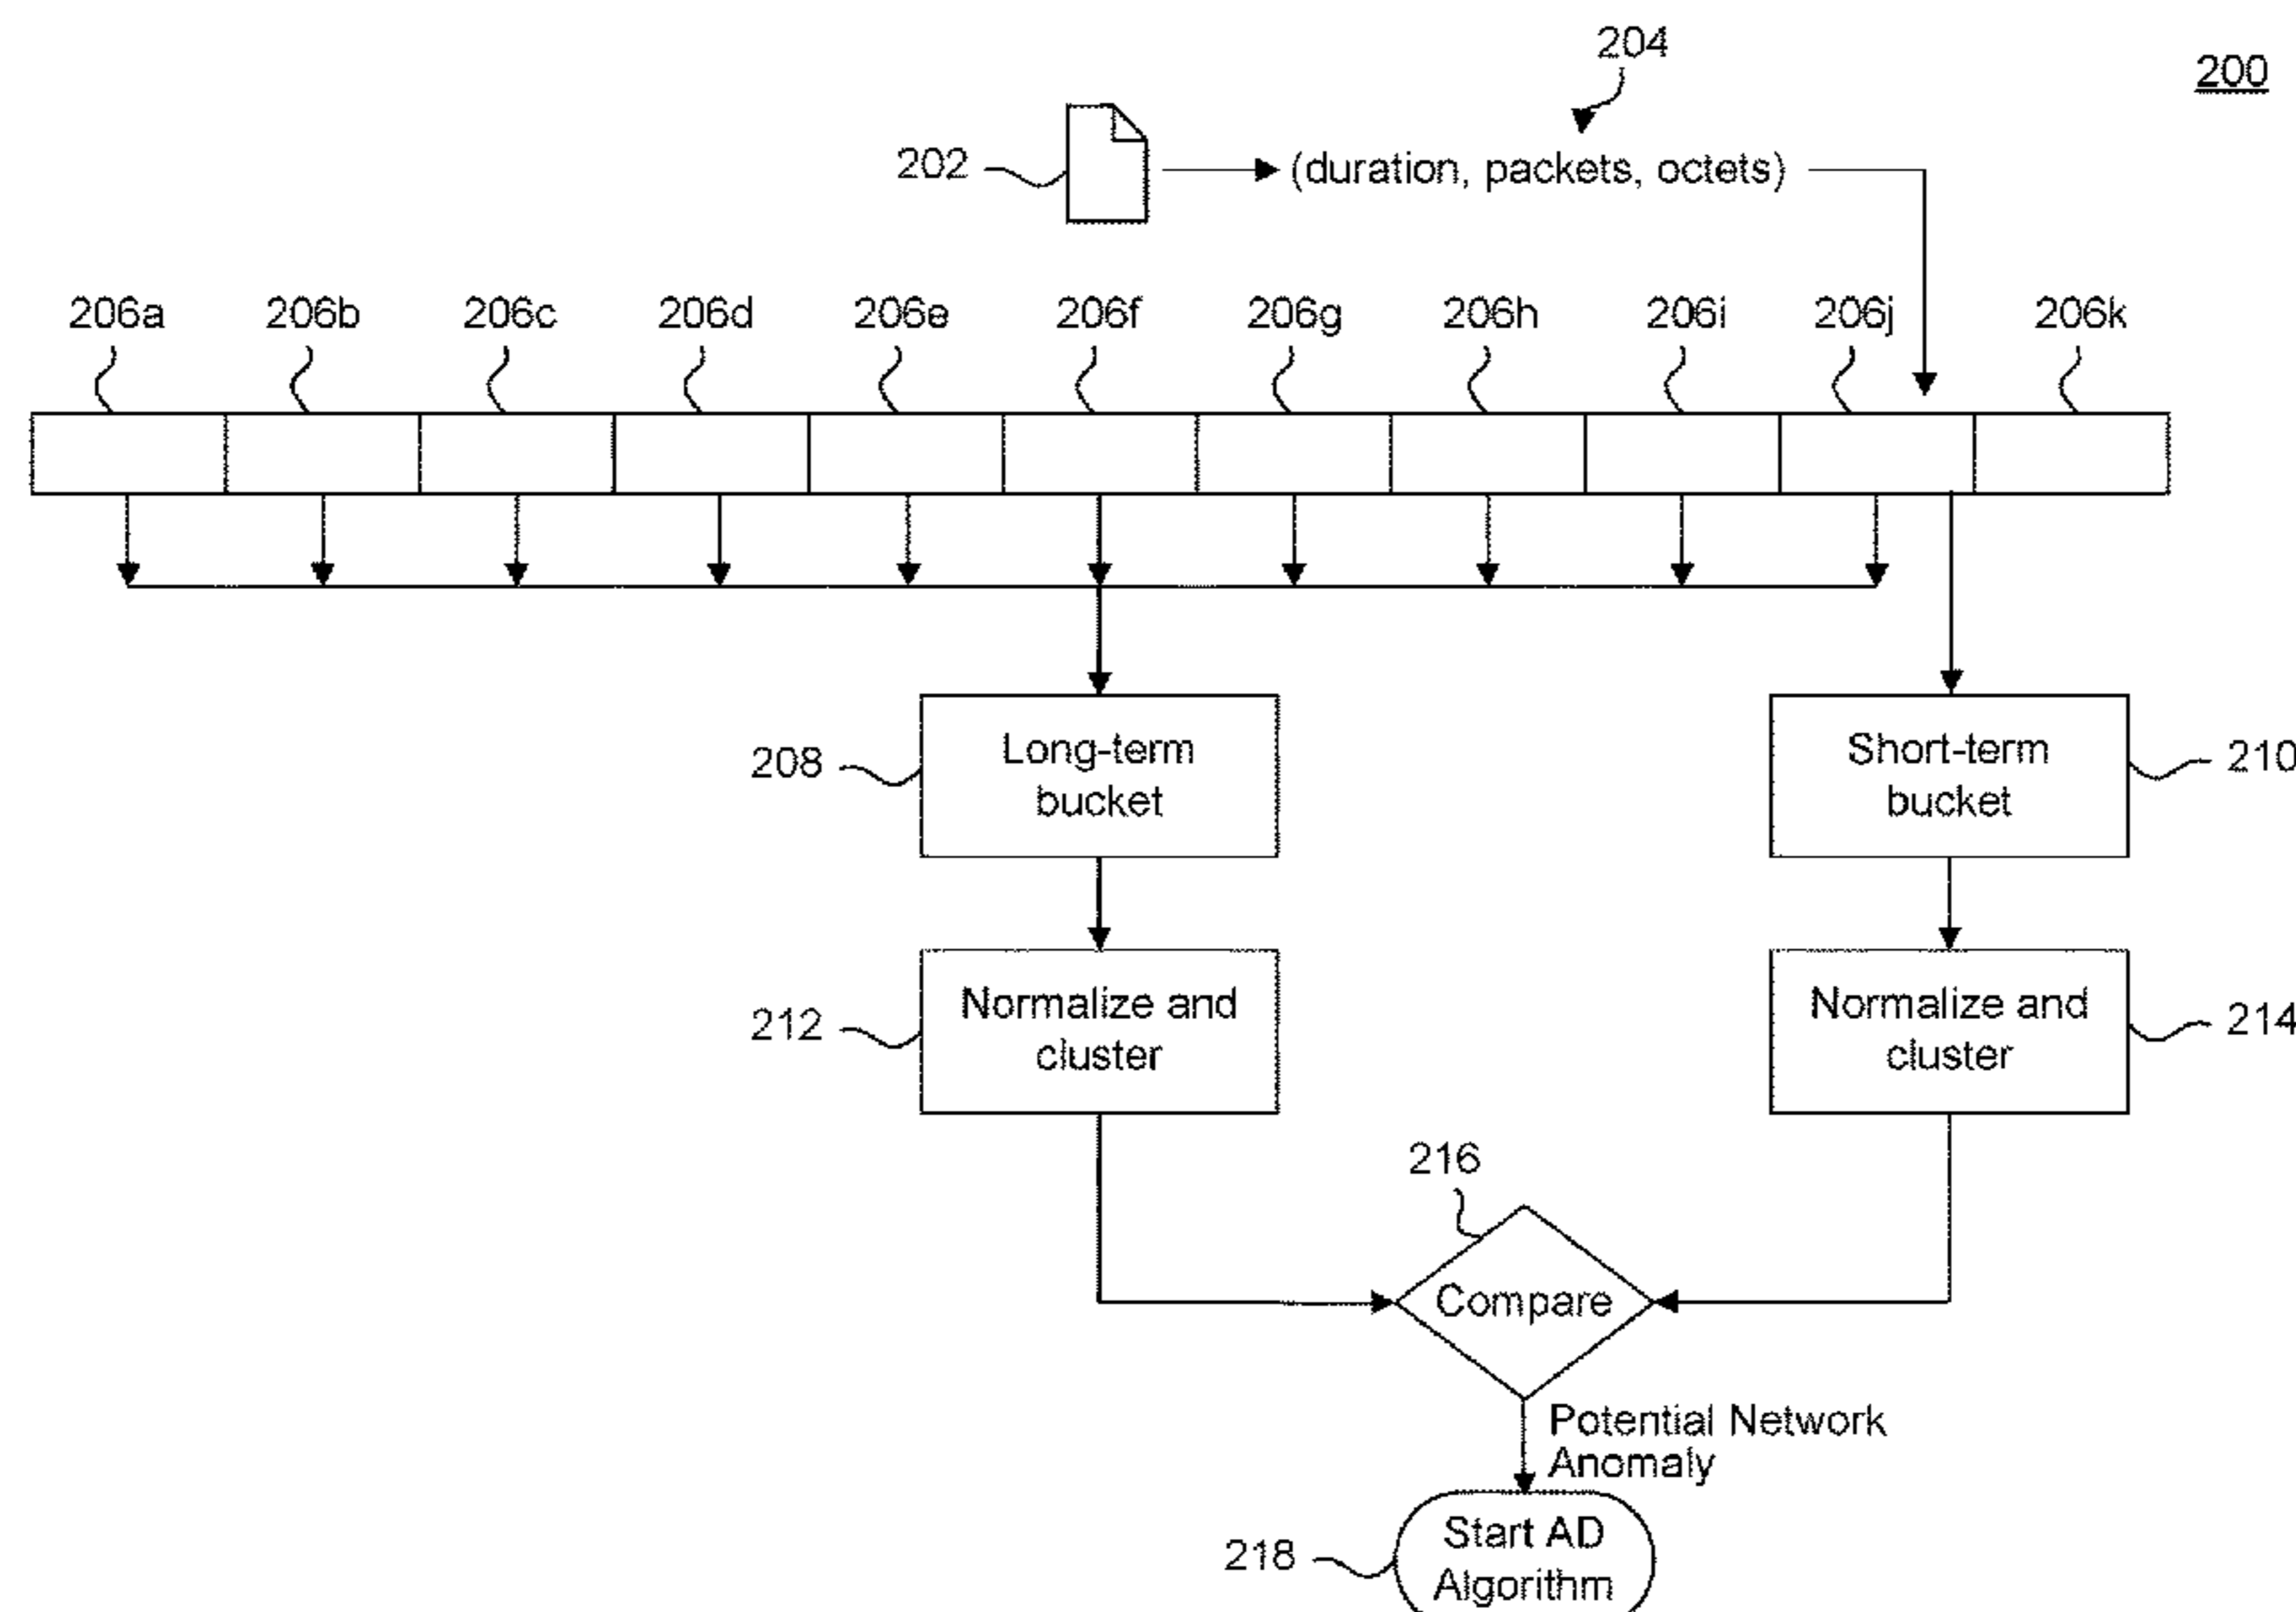 204
200
202
(duration, packets, octets)
206a 206b 206c 206d 206e 206f 206g 206h 206i 206j 206k
Long-term
bucket
208
Short-term
bucket
210
Normalize and
cluster
212
Normalize and
cluster
214
216
Compare
Potential Network
Anomaly
Start AD
Algorithm
218